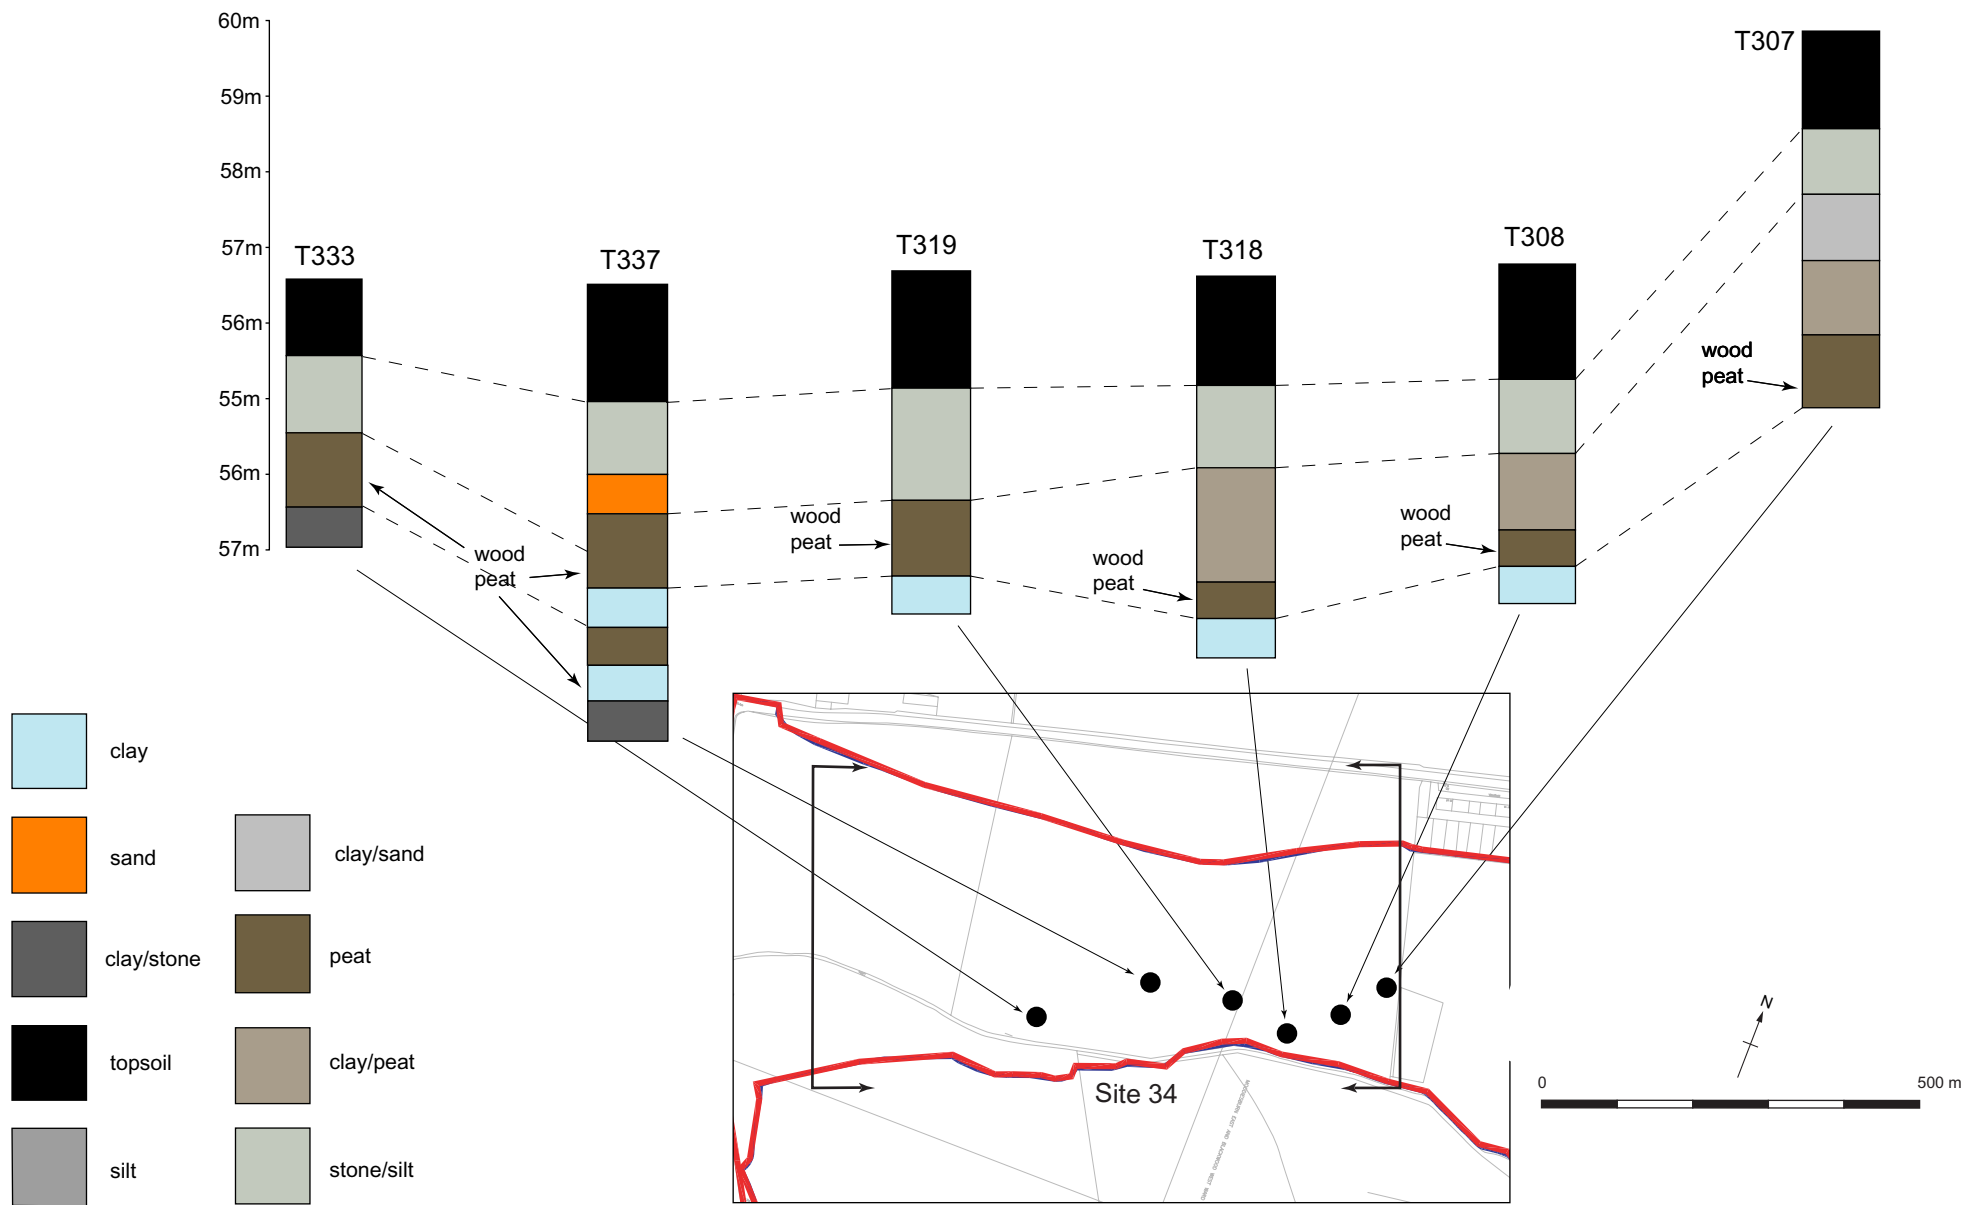 60m
59m
58m
57m
56m
55m
56m
57m
T333
T337
T319
T318
T308
T307
wood
peat
wood
peat
wood
peat
wood
peat
wood
peat
clay
sand
clay/stone
topsoil
silt
clay/sand
peat
clay/peat
stone/silt
Site 34
N
0
500 m